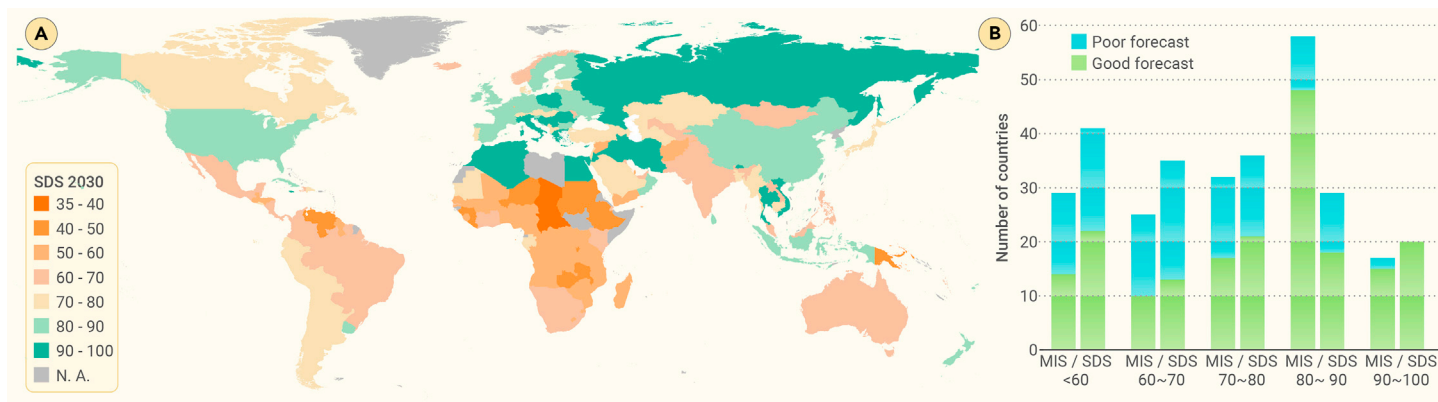 A
SDS 2030
35 - 40
40 - 50
50 - 60
60 - 70
70 - 80
80 - 90
90 - 100
N. A.
B
Number of countries
60
50
40
30
20
10
0
Poor forecast
Good forecast
MIS / SDS MIS / SDS MIS / SDS MIS / SDS MIS / SDS
<60 60~70 70~80 80~ 90 90~100